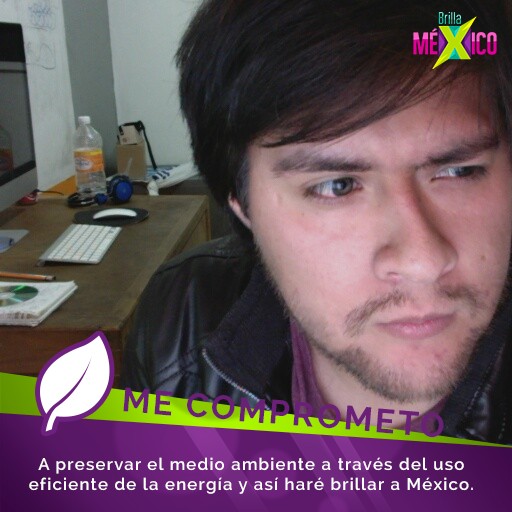 Brilla
MÉXICO
ME COMPROMETO
A preservar el medio ambiente a través del uso
eficiente de la energía y así haré brillar a México.